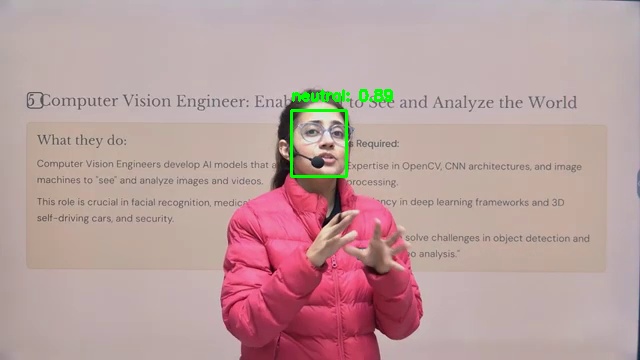 neutral: 0.89
6 Computer Vision Engineer: to See and Analyze the World
What they do:
Required:
Computer Vision Engineers develop AI models that
machines to "see" and analyze images and videos.
Expertise in OpenCV, CNN architectures, and image
processing.
This role is crucial in facial recognition,
self-driving cars, and security.
in deep learning frameworks and 3D
solve challenges in object detection and
analysis."